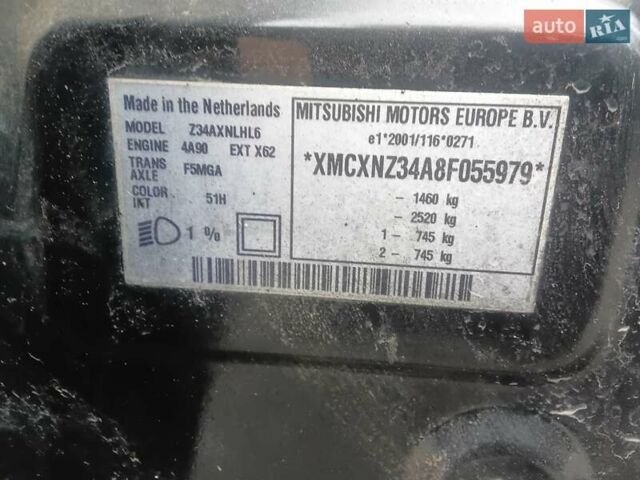 auto RIA
Made in the Netherlands
MODEL Z34AXNLHL6
ENGINE 4A90 EXT X62
TRANS AXLE F5MGA
COLOR INT 51H
1 %
MITSUBISHI MOTORS EUROPE B.V.
e1*2001/116*0271
*XMCXNZ34A8F055979*
- 1460 kg
- 2520 kg
1 - 745 kg
2 - 745 kg